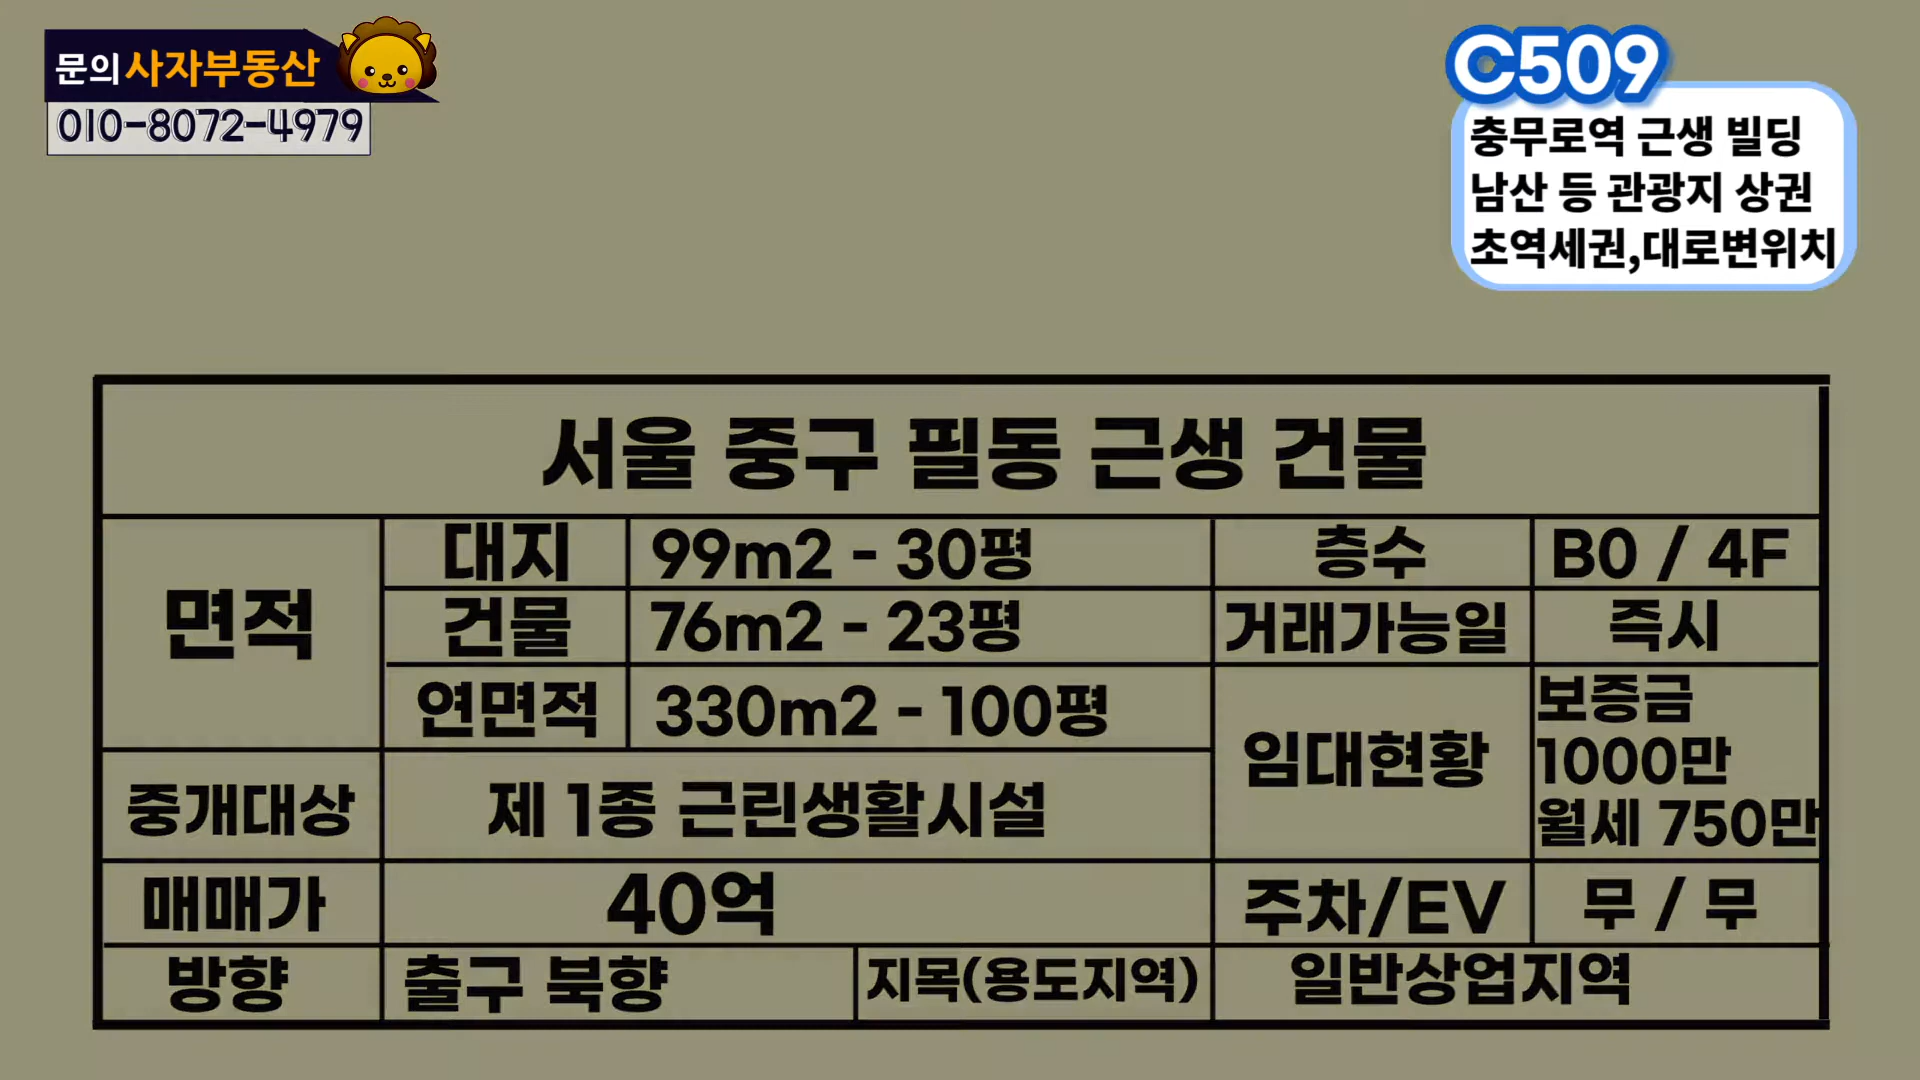 문의 사자부동산
010-8072-4979
C509
충무로역 근생 빌딩
남산 등 관광지 상권
초역세권,대로변위치
서울 중구 필동 근생 건물
면적
대지
99m2 - 30평
층수
B0 / 4F
건물
76m2 - 23평
거래가능일
즉시
연면적
330m2 - 100평
임대현황
보증금
1000만
월세 750만
중개대상
제 1종 근린생활시설
매매가
40억
주차/EV
무 / 무
방향
출구 북향
지목(용도지역)
일반상업지역